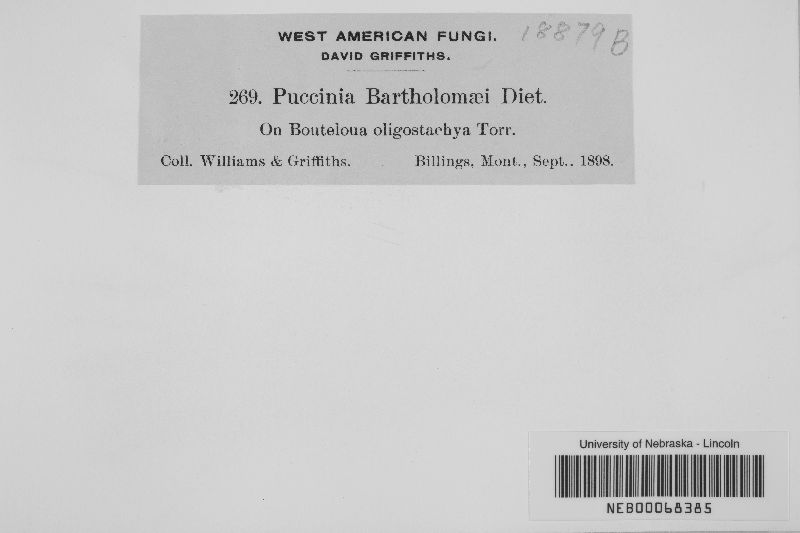 WEST AMERICAN FUNGI. 18879 B
DAVID GRIFFITHS.
269. Puccinia Bartholomæi Diet.
On Bouteloua oligostachya Torr.
Coll. Williams & Griffiths. Billings, Mont., Sept., 1898.
University of Nebraska - Lincoln
NEB00068385